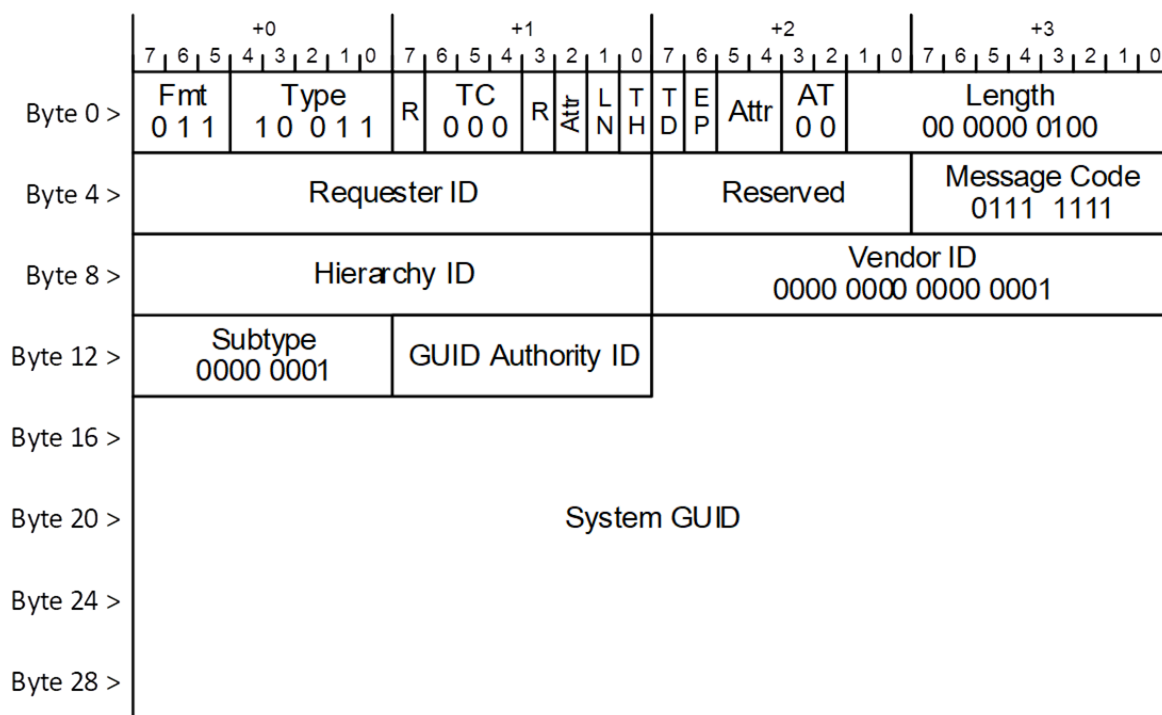 +0 +1 +2 +3
7 6 5 4 3 2 1 0 7 6 5 4 3 2 1 0 7 6 5 4 3 2 1 0 7 6 5 4 3 2 1 0
Byte 0 > Fmt Type R TC R Attr LN TH TD EP Attr AT Length
0 1 1 1 0 0 1 1 0 0 0 0 0 00 0000 0100
Byte 4 > Requester ID Reserved Message Code
0111 1111
Byte 8 > Hierarchy ID Vendor ID
0000 0000 0000 0001
Byte 12 > Subtype GUID Authority ID
0000 0001
Byte 16 >
Byte 20 > System GUID
Byte 24 >
Byte 28 >